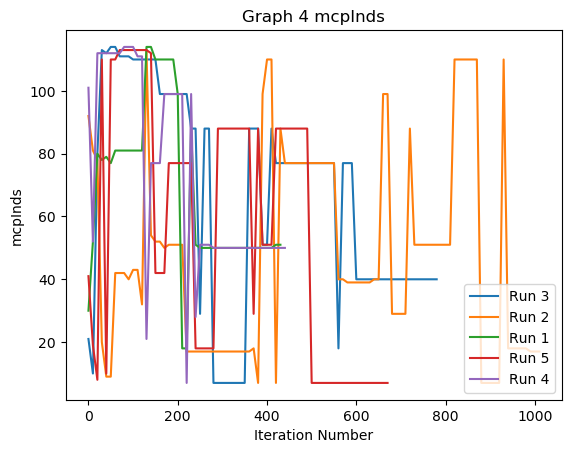 Graph 4 mcpInds
mcpInds
100
80
60
40
20
0
200
400
600
800
1000
Iteration Number
Run 3
Run 2
Run 1
Run 5
Run 4